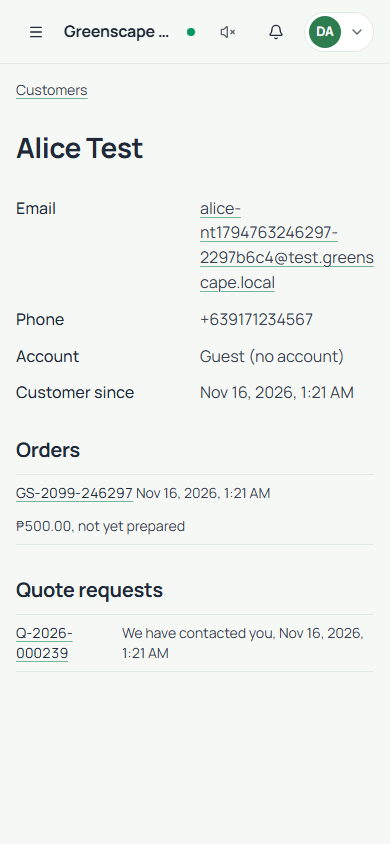 Greenscape ...
DA
Customers
Alice Test
Email
alice-
nt1794763246297-
2297b6c4@test.greens
cape.local
Phone
+639171234567
Account
Guest (no account)
Customer since
Nov 16, 2026, 1:21 AM
Orders
GS-2099-246297 Nov 16, 2026, 1:21 AM
₱500.00, not yet prepared
Quote requests
Q-2026-
000239
We have contacted you, Nov 16, 2026,
1:21 AM